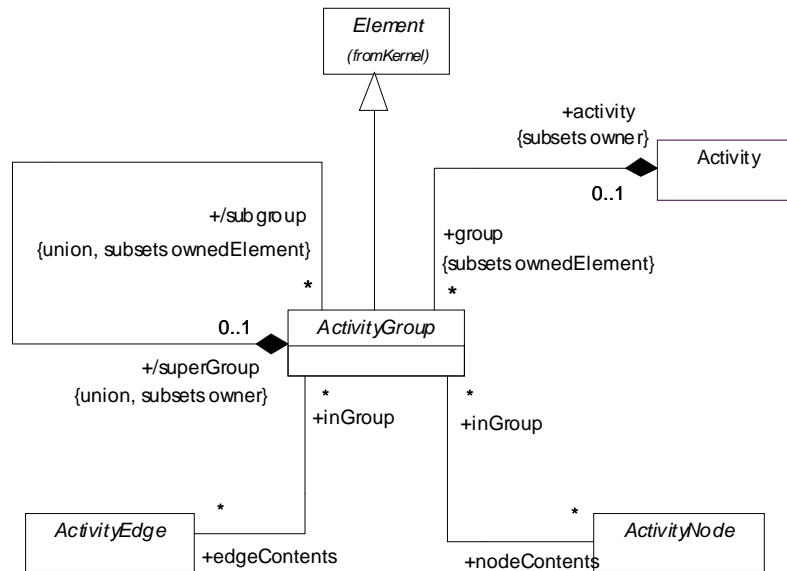 Element
(fromKernel)
+activity
{subsets owner}
Activity
0..1
+/subgroup
{union, subsets ownedElement}
*
+group
{subsets ownedElement}
*
0..1
ActivityGroup
+/superGroup
{union, subsets owner}
*
+inGroup
*
+inGroup
*
ActivityEdge
+edgeContents
*
ActivityNode
+nodeContents